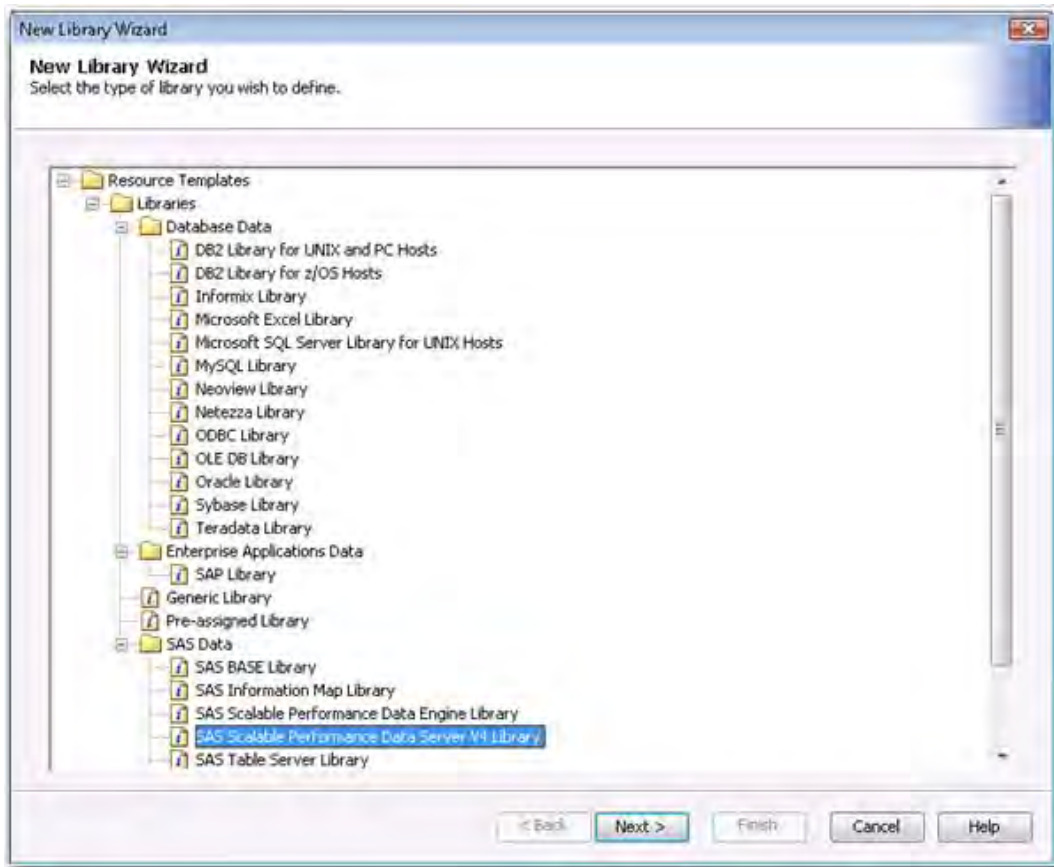 New Library Wizard
New Library Wizard
Select the type of library you wish to define.
Resource Templates
Libraries
Database Data
DB2 Library for UNIX and PC Hosts
DB2 Library for z/OS Hosts
Informix Library
Microsoft Excel Library
Microsoft SQL Server Library for UNIX Hosts
MySQL Library
Neoview Library
Netezza Library
ODBC Library
OLE DB Library
Oracle Library
Sybase Library
Teradata Library
Enterprise Applications Data
SAP Library
Generic Library
Pre-assigned Library
SAS Data
SAS BASE Library
SAS Information Map Library
SAS Scalable Performance Data Engine Library
SAS Scalable Performance Data Server V4 Library
SAS Table Server Library
< Back Next > Finish Cancel Help